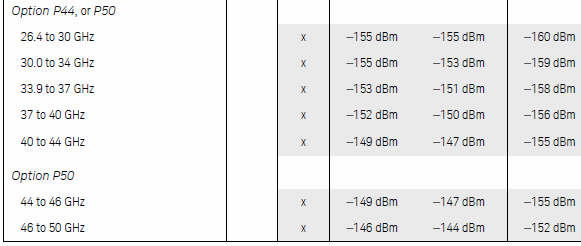 Option P44, or P50
26.4 to 30 GHz x –155 dBm –155 dBm –160 dBm
30.0 to 34 GHz x –155 dBm –153 dBm –159 dBm
33.9 to 37 GHz x –153 dBm –151 dBm –158 dBm
37 to 40 GHz x –152 dBm –150 dBm –156 dBm
40 to 44 GHz x –149 dBm –147 dBm –155 dBm
Option P50
44 to 46 GHz x –149 dBm –147 dBm –155 dBm
46 to 50 GHz x –146 dBm –144 dBm –152 dBm